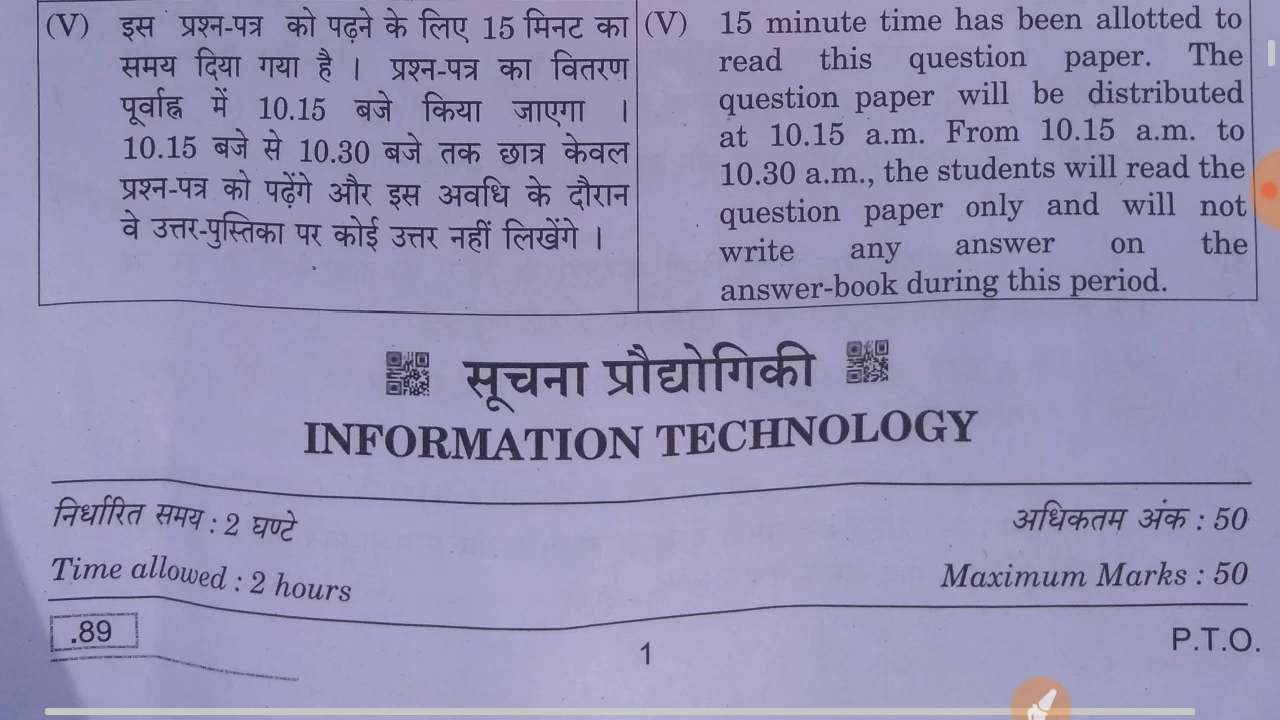 (V) इस प्रश्न-पत्र को पढ़ने के लिए 15 मिनट का
समय दिया गया है । प्रश्न-पत्र का वितरण
पूर्वाह्न में 10.15 बजे किया जाएगा ।
10.15 बजे से 10.30 बजे तक छात्र केवल
प्रश्न-पत्र को पढ़ेंगे और इस अवधि के दौरान
वे उत्तर-पुस्तिका पर कोई उत्तर नहीं लिखेंगे ।
(V) 15 minute time has been allotted to
read this question paper. The
question paper will be distributed
at 10.15 a.m. From 10.15 a.m. to
10.30 a.m., the students will read the
question paper only and will not
write any answer on the
answer-book during this period.
सूचना प्रौद्योगिकी
INFORMATION TECHNOLOGY
निर्धारित समय : 2 घण्टे
अधिकतम अंक : 50
Time allowed : 2 hours
Maximum Marks : 50
.89
1
P.T.O.